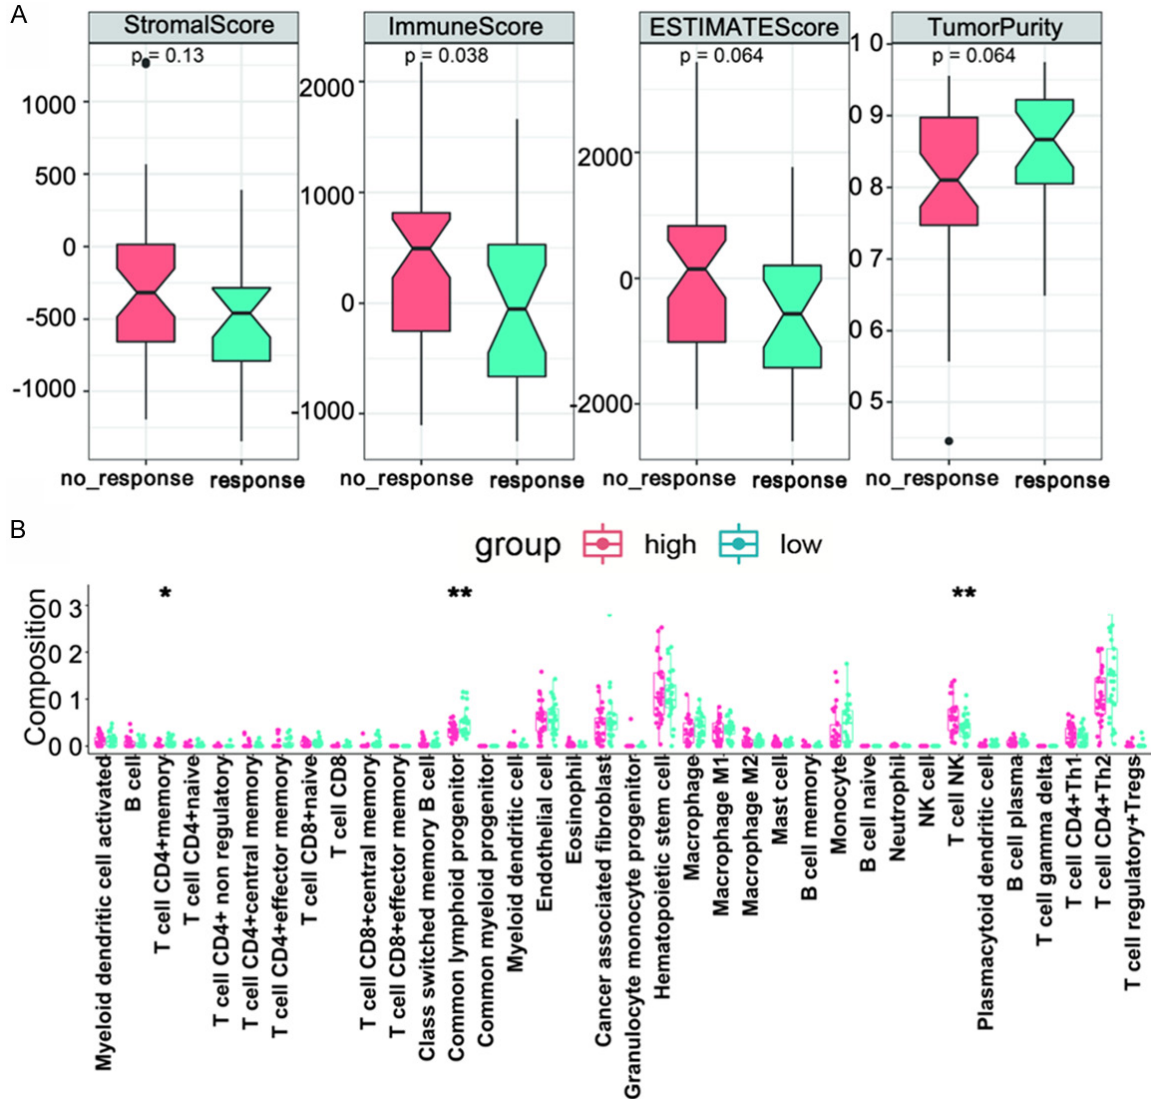 A
StromalScore
ImmuneScore
ESTIMATEScore
TumorPurity
p = 0.13
p = 0.038
p = 0.064
p = 0.064
1000
500
0
-500
-1000
2000
1000
0
-1000
2000
0
-2000
1 0
0 9
0 8
0 7
0 6
0 5
no_response
response
no_response
response
no_response
response
no_response
response
B
group
high
low
*
**
**
Composition
0 3
0 2
0 1
0 0
Myeloid dendritic cell activated
B cell
T cell CD4+memory
T cell CD4+naive
T cell CD4+ non regulatory
T cell CD4+central memory
T cell CD4+effector memory
T cell CD8+naive
T cell CD8
T cell CD8+central memory
T cell CD8+effector memory
Class switched memory B cell
Common lymphoid progenitor
Common myeloid progenitor
Myeloid dendritic cell
Endothelial cell
Eosinophil
Cancer associated fibroblast
Granulocyte monocyte progenitor
Hematopoietic stem cell
Macrophage
Macrophage M1
Macrophage M2
Mast cell
B cell memory
Monocyte
B cell naive
Neutrophil
NK cell
T cell NK
Plasmacytoid dendritic cell
B cell plasma
T cell gamma delta
T cell CD4+Th1
T cell CD4+Th2
T cell regulatory+Tregs